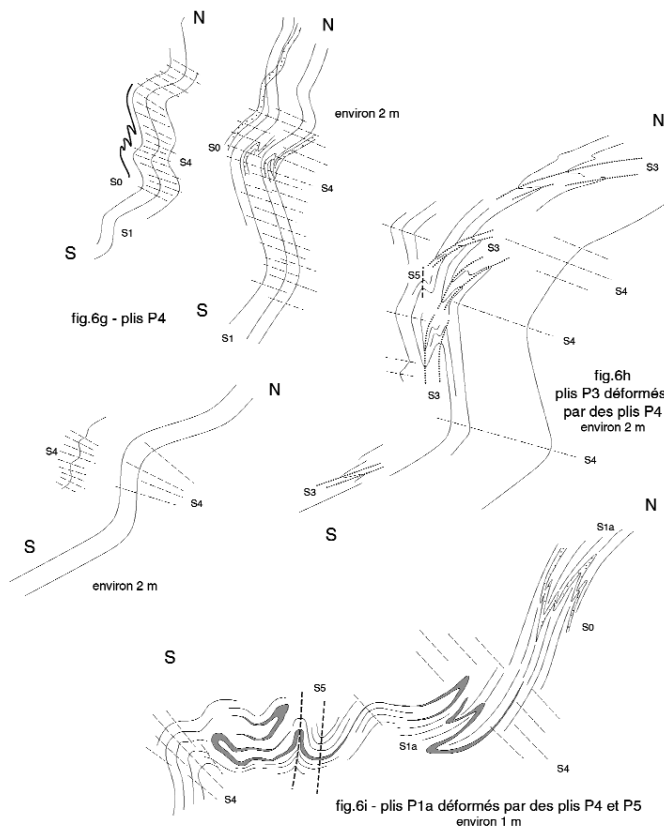 N
N
environ 2 m
S0
S4
S0
S4
S1
S
S
S1
fig.6g - plis P4
N
S3
S3
S5
S4
S4
S3
fig.6h
plis P3 déformés
par des plis P4
environ 2 m
S4
S3
S
N
S4
S4
S
environ 2 m
N
S1a
S0
S
S5
S1a
S4
S4
fig.6i - plis P1a déformés par des plis P4 et P5
environ 1 m